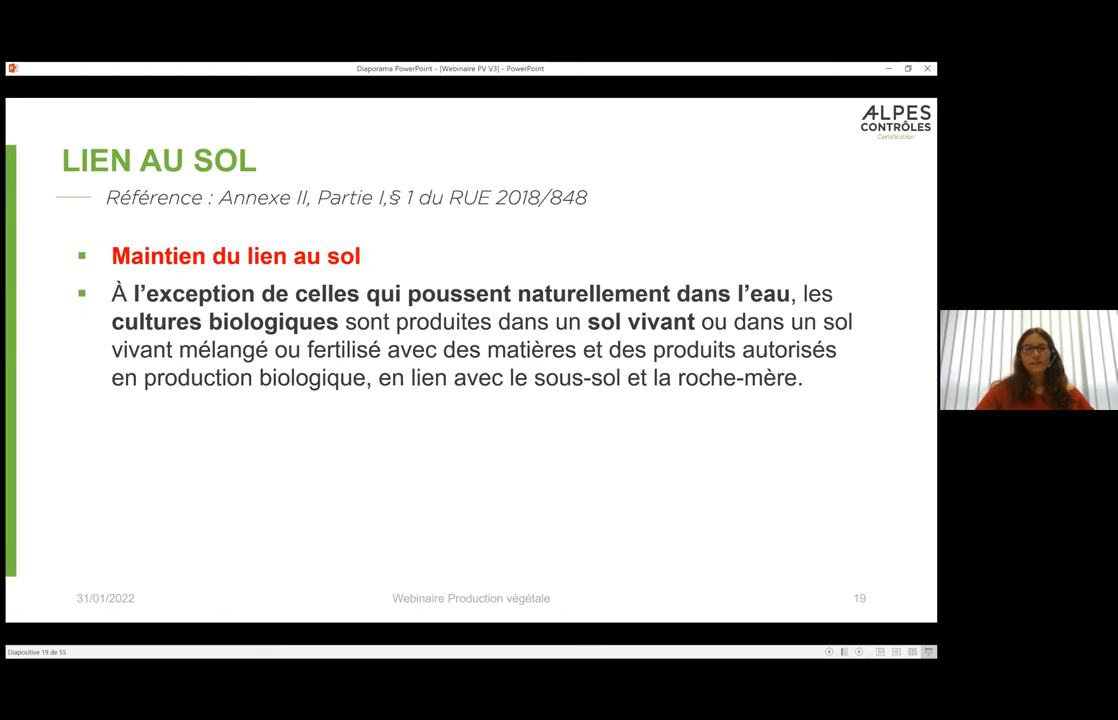 Diaporama PowerPoint - [Webinaire PV V3] - PowerPoint
ALPES
CONTRÔLES
Certification
LIEN AU SOL
Référence : Annexe II, Partie I,§ 1 du RUE 2018/848
Maintien du lien au sol
À l’exception de celles qui poussent naturellement dans l’eau, les
cultures biologiques sont produites dans un sol vivant ou dans un sol
vivant mélangé ou fertilisé avec des matières et des produits autorisés
en production biologique, en lien avec le sous-sol et la roche-mère.
31/01/2022
Webinaire Production végétale
19
Diapositive 19 de 55